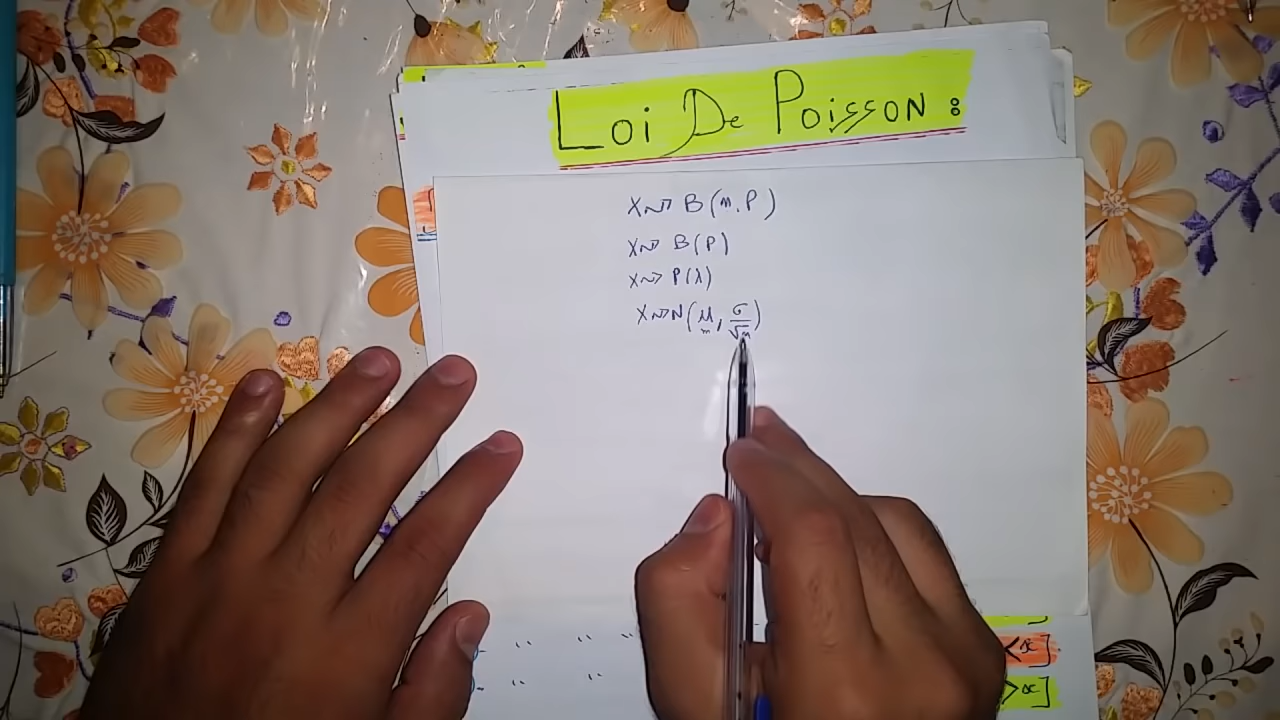 Loi De Poisson :
X ~> B(n, P)
X ~> B(P)
X ~> P(λ)
X ~> N(μ, σ/√n)
<x]
>x]